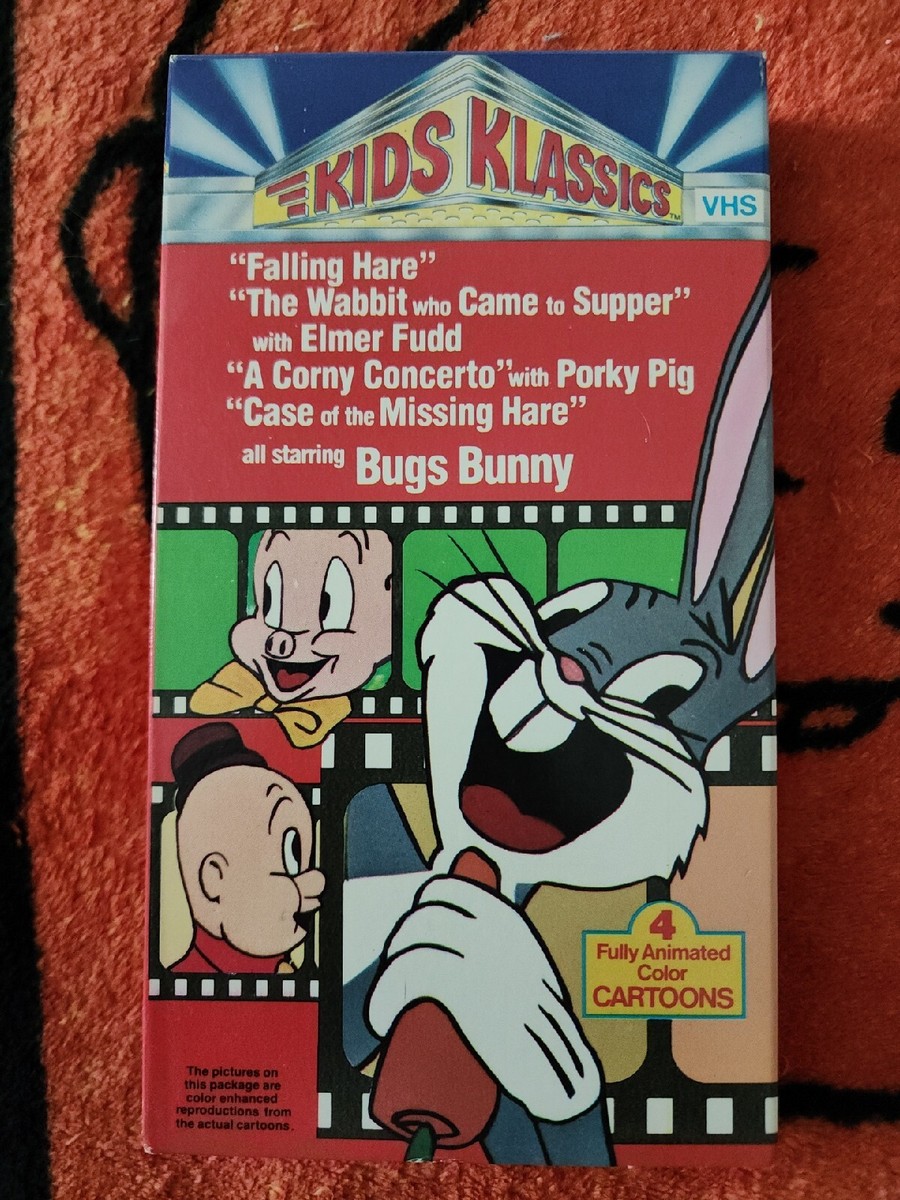 KIDS KLASSICS™
VHS
“Falling Hare”
“The Wabbit who Came to Supper”
with Elmer Fudd
“A Corny Concerto” with Porky Pig
“Case of the Missing Hare”
all starring Bugs Bunny
4
Fully Animated
Color
CARTOONS
The pictures on
this package are
color enhanced
reproductions from
the actual cartoons.